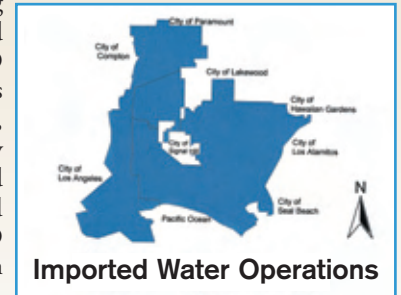 City of Paramount
City of
Compton
City of Lakewood
City of
Hawaiian Gardens
City of
Signal Hill
City of
Los Alamitos
City of
Los Angeles
N
City of
Seal Beach
Pacific Ocean
Imported Water Operations